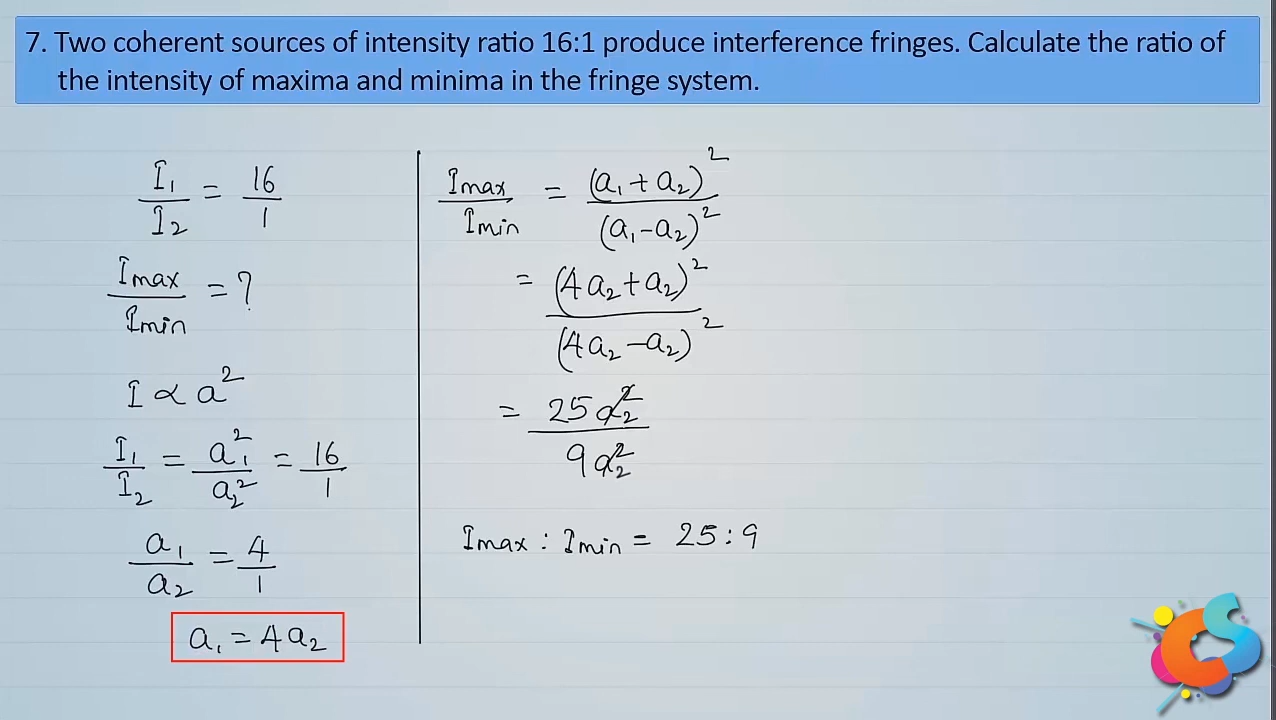 7. Two coherent sources of intensity ratio 16:1 produce interference fringes. Calculate the ratio of
the intensity of maxima and minima in the fringe system.
I₁/I₂ = 16/1
Imax/Imin = ?
I ∝ a²
I₁/I₂ = a₁²/a₂² = 16/1
a₁/a₂ = 4/1
a₁ = 4a₂
Imax/Imin = (a₁+a₂)²/(a₁-a₂)²
= (4a₂+a₂)²/(4a₂-a₂)²
= 25a₂²/9a₂²
Imax : Imin = 25:9
CS